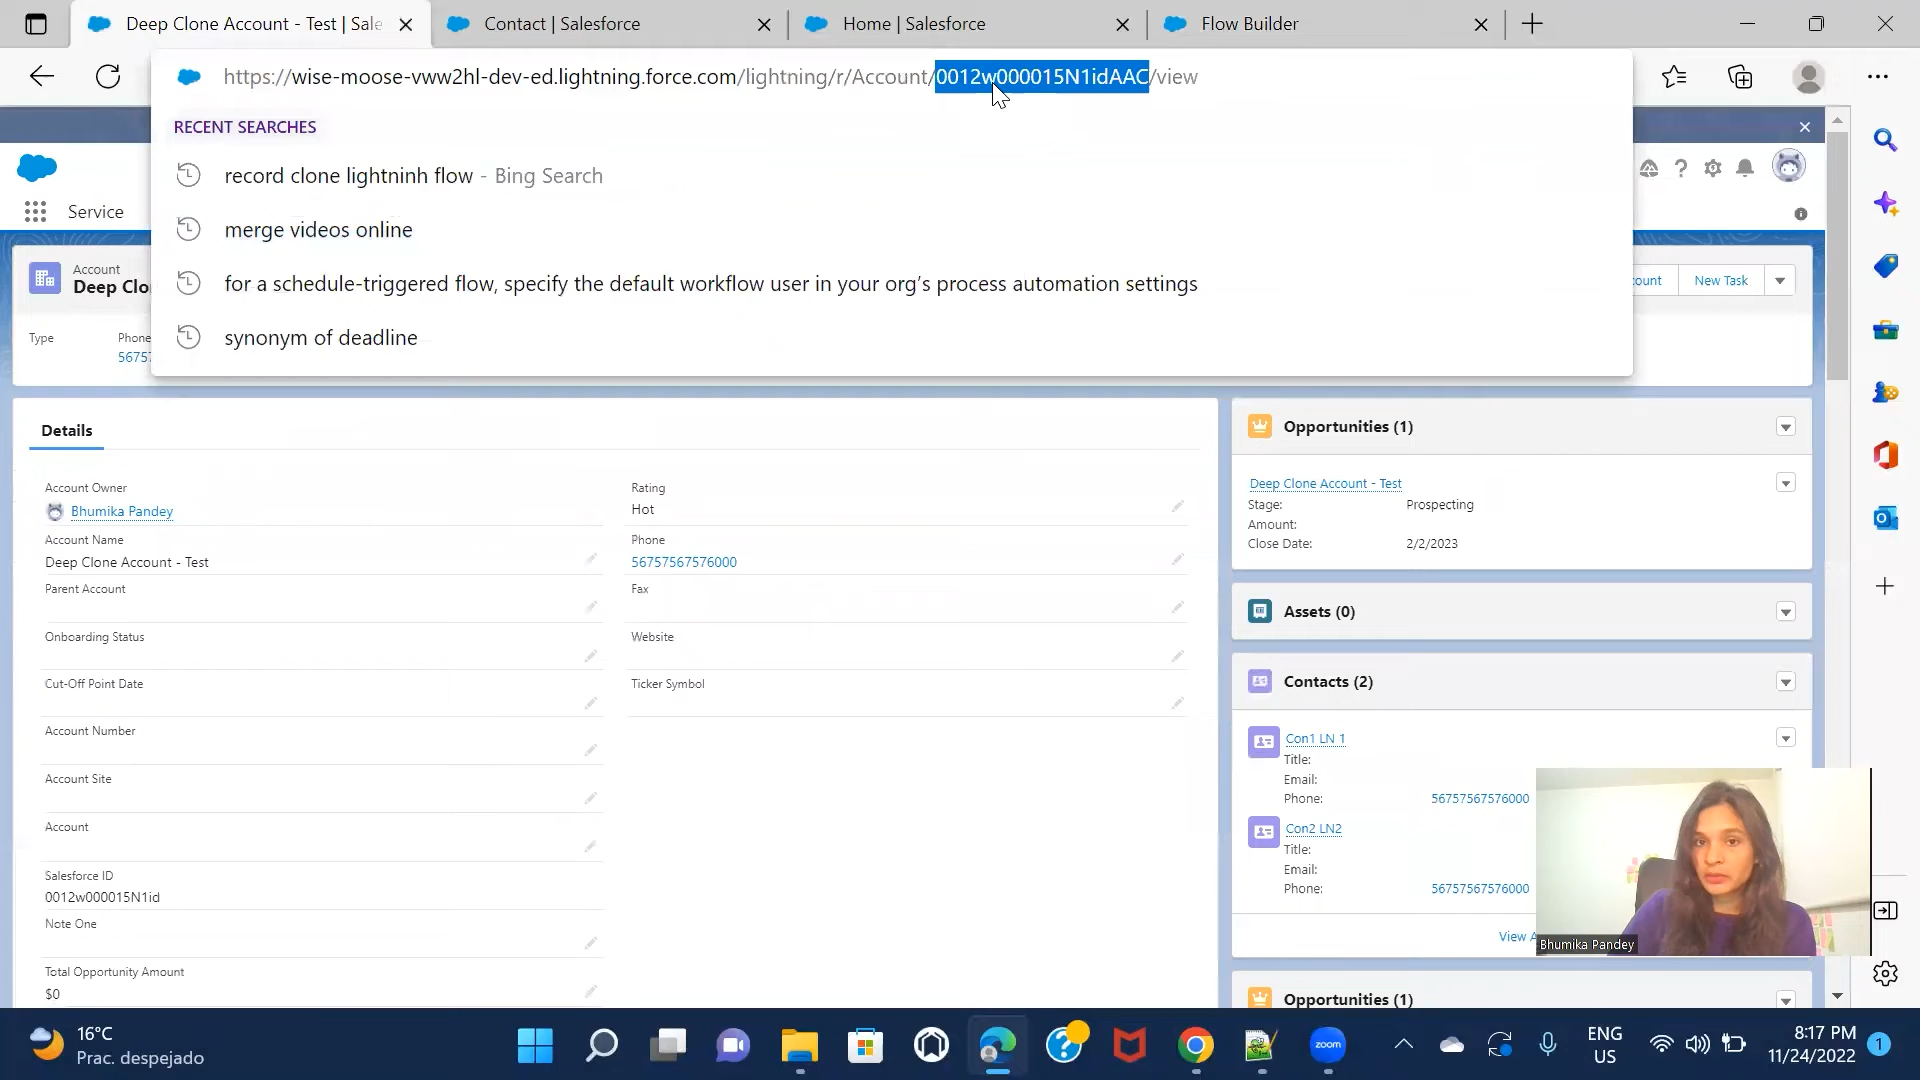 Deep Clone Account - Test | Sale
Contact | Salesforce
Home | Salesforce
Flow Builder
https://wise-moose-vww2hl-dev-ed.lightning.force.com/lightning/r/Account/0012w000015N1idAAC/view
RECENT SEARCHES
record clone lightninh flow - Bing Search
merge videos online
for a schedule-triggered flow, specify the default workflow user in your org's process automation settings
synonym of deadline
Service
Account
Deep Clo
ount
New Task
Type
Phone
5675
Details
Account Owner
Bhumika Pandey
Account Name
Deep Clone Account - Test
Parent Account
Onboarding Status
Cut-Off Point Date
Account Number
Account Site
Account
Salesforce ID
0012w000015N1id
Note One
Total Opportunity Amount
$0
Rating
Hot
Phone
56757567576000
Fax
Website
Ticker Symbol
Opportunities (1)
Deep Clone Account - Test
Stage: Prospecting
Amount:
Close Date: 2/2/2023
Assets (0)
Contacts (2)
Con1 LN 1
Title:
Email:
Phone: 56757567576000
Con2 LN2
Title:
Email:
Phone: 56757567576000
View A
Opportunities (1)
Bhumika Pandey
16°C
Prac. despejado
zoom
ENG
US
8:17 PM
11/24/2022
1